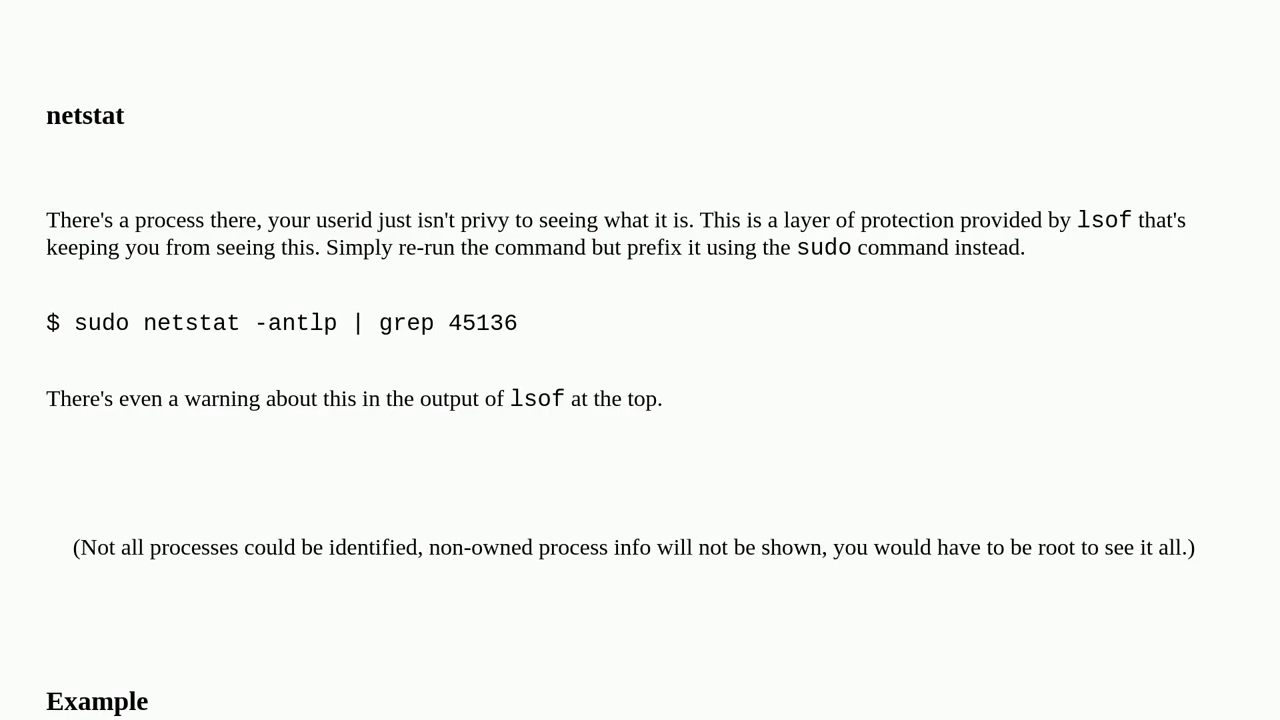 netstat
There's a process there, your userid just isn't privy to seeing what it is. This is a layer of protection provided by lsof that's
keeping you from seeing this. Simply re-run the command but prefix it using the sudo command instead.
$ sudo netstat -antlp | grep 45136
There's even a warning about this in the output of lsof at the top.
(Not all processes could be identified, non-owned process info will not be shown, you would have to be root to see it all.)
Example